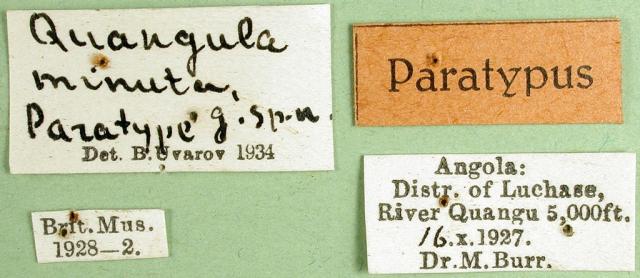 Quangula
minuta,
Paratype g.sp.n.
Det. B. Uvarov 1934
Paratypus
Brit. Mus.
1928—2.
Angola:
Distr. of Luchase,
River Quangu 5,000ft.
16.x.1927.
Dr. M. Burr.